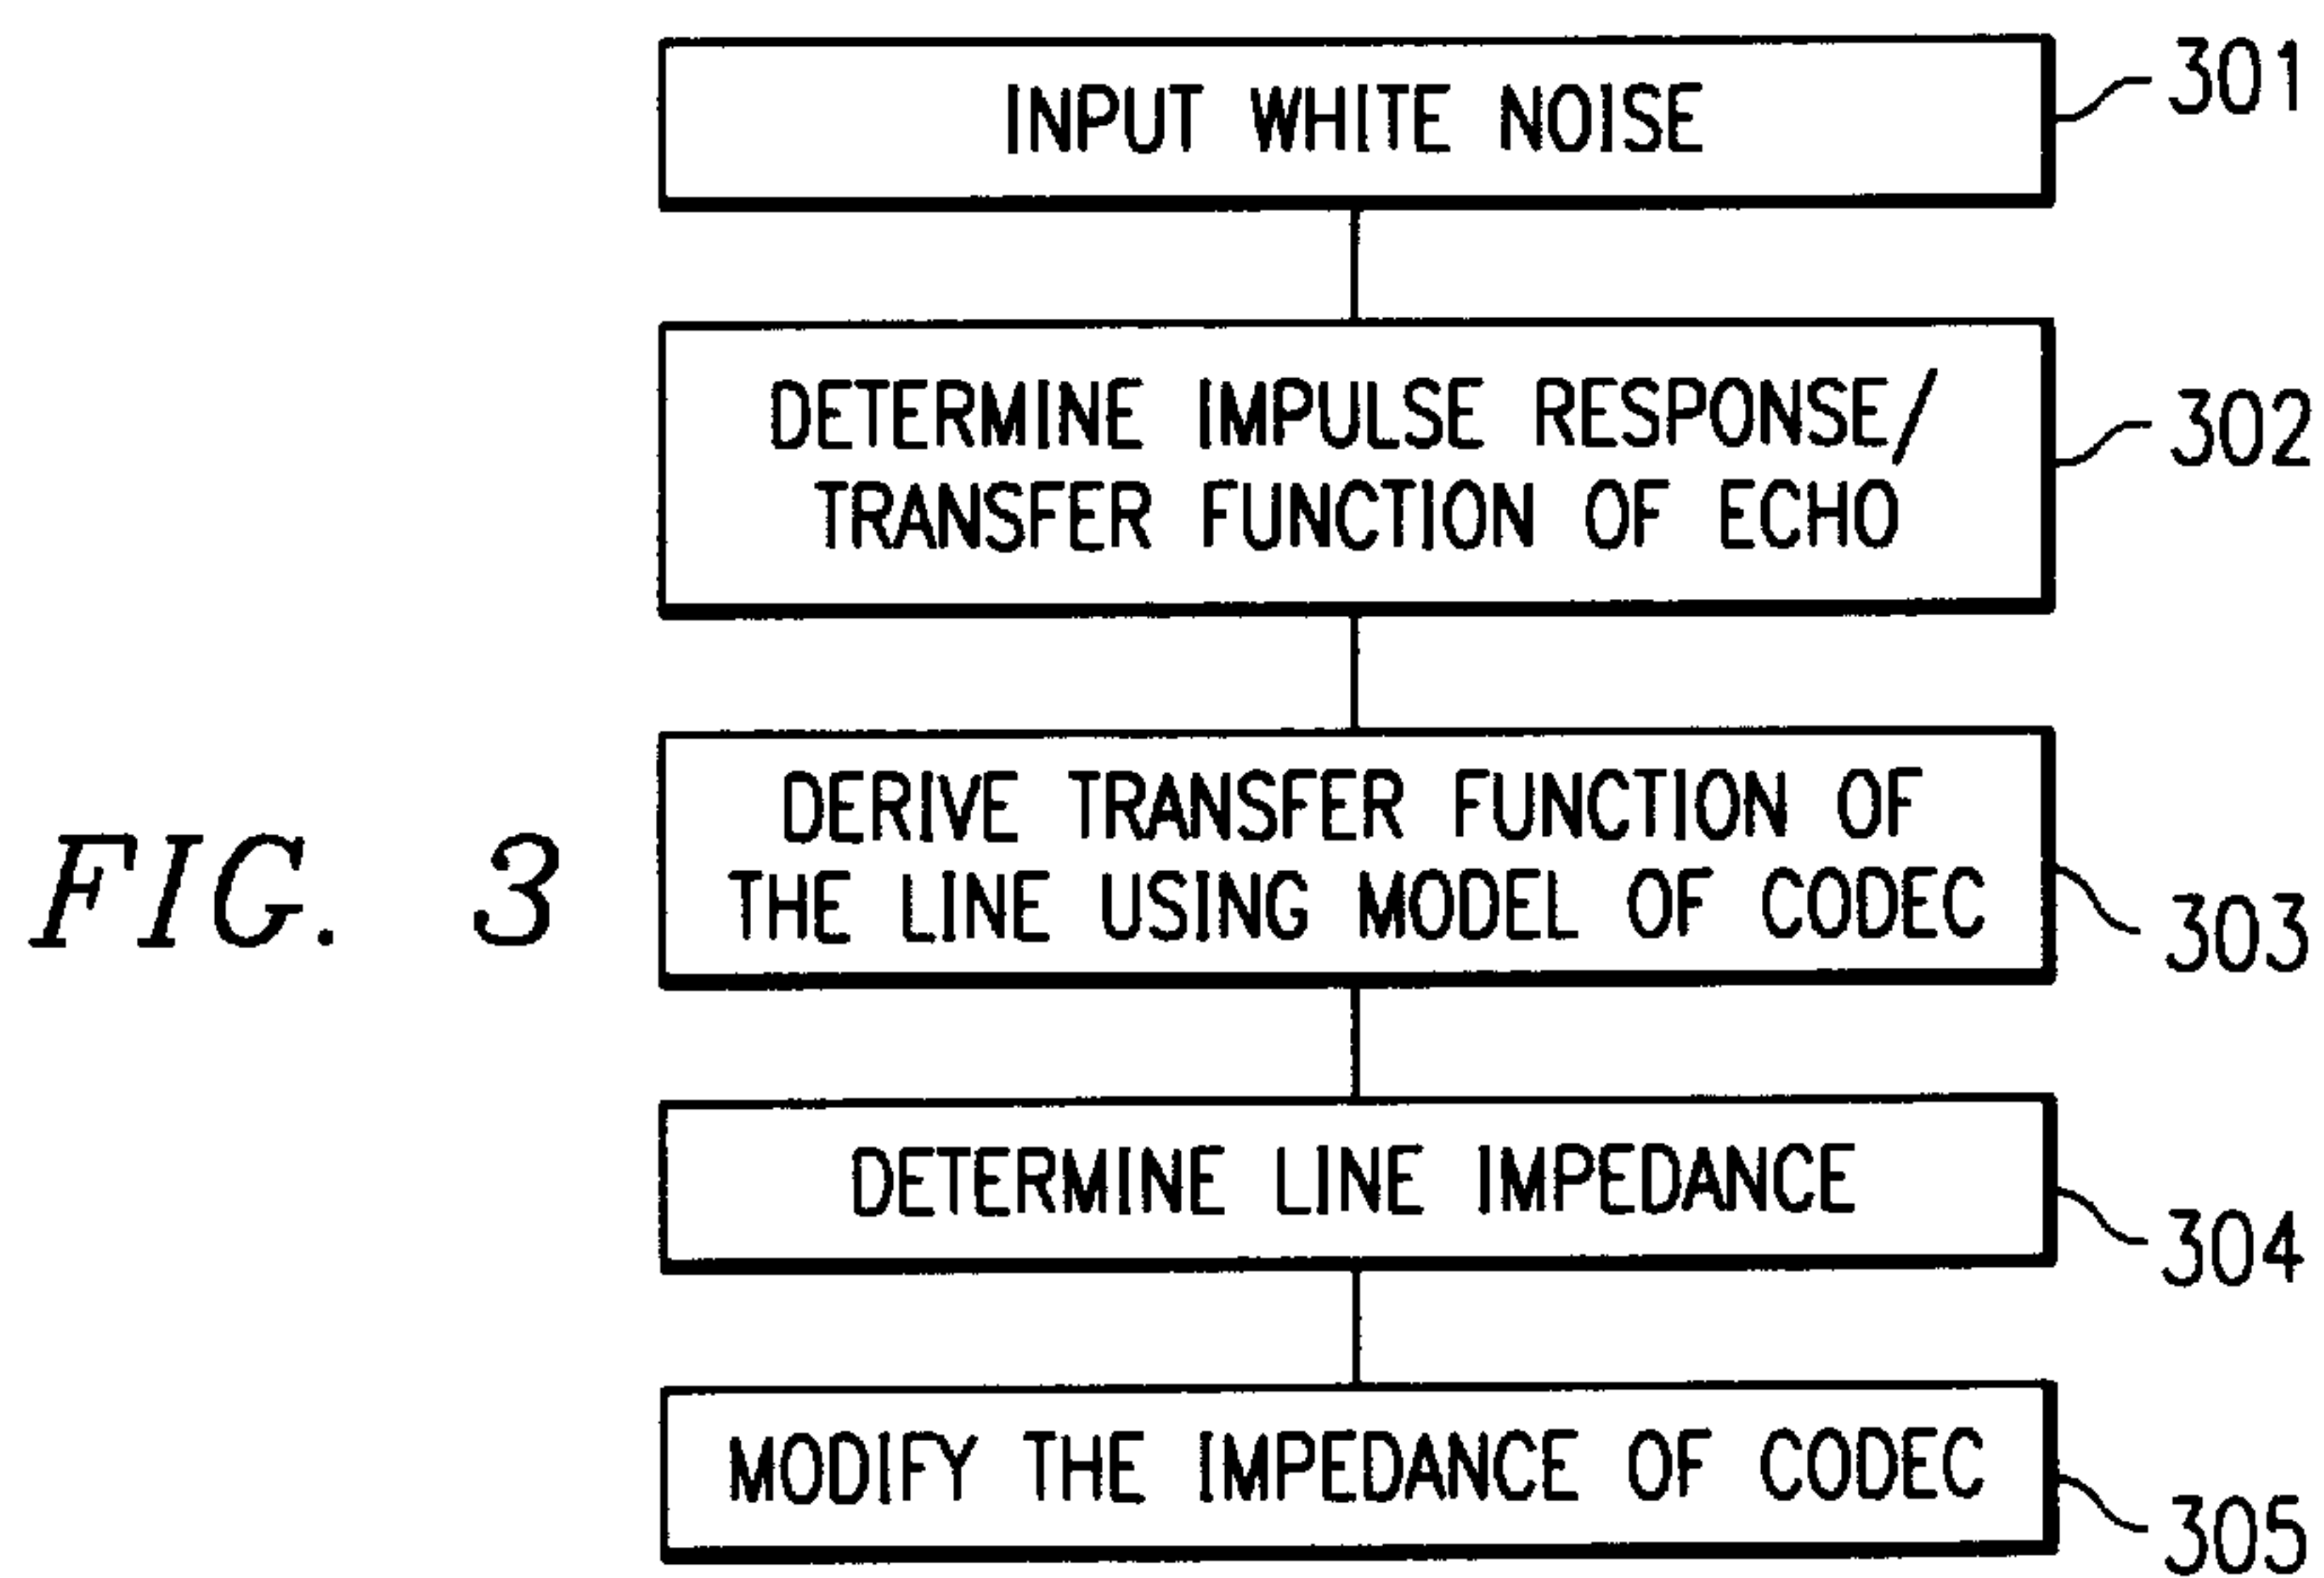 INPUT WHITE NOISE
301
DETERMINE IMPULSE RESPONSE/
TRANSFER FUNCTION OF ECHO
302
DERIVE TRANSFER FUNCTION OF
THE LINE USING MODEL OF CODEC
303
FIG. 3
DETERMINE LINE IMPEDANCE
304
MODIFY THE IMPEDANCE OF CODEC
305